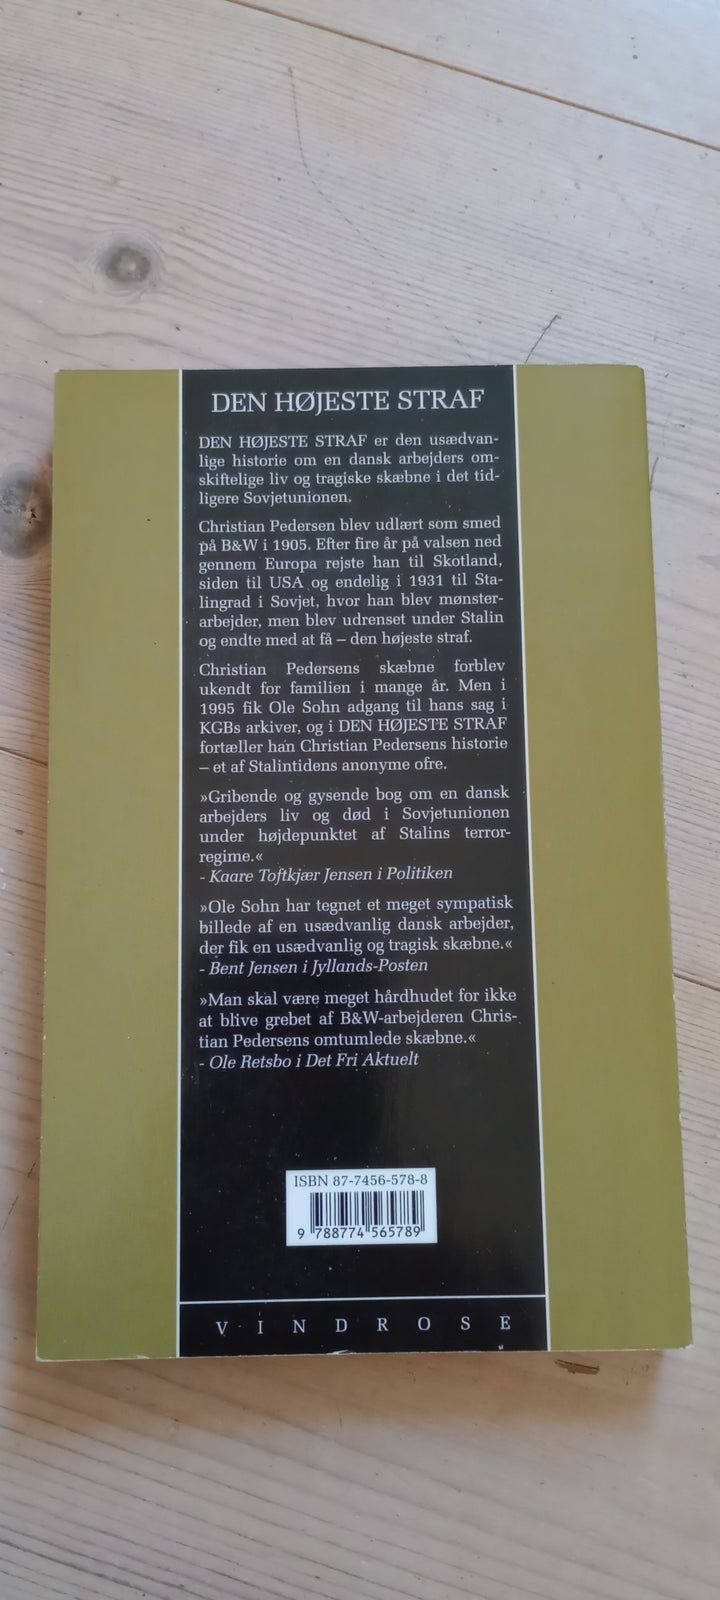 DEN HØJESTE STRAF
DEN HØJESTE STRAF er den usædvan-
lige historie om en dansk arbejders om-
skiftelige liv og tragiske skæbne i det tid-
ligere Sovjetunionen.
Christian Pedersen blev udlært som smed
på B&W i 1905. Efter fire år på valsen ned
gennem Europa rejste han til Skotland,
siden til USA og endelig i 1931 til Sta-
lingrad i Sovjet, hvor han blev mønster-
arbejder, men blev udrenset under Stalin
og endte med at få – den højeste straf.
Christian Pedersens skæbne forblev
ukendt for familien i mange år. Men i
1995 fik Ole Sohn adgang til hans sag i
KGBs arkiver, og i DEN HØJESTE STRAF
fortæller han Christian Pedersens historie
– et af Stalintidens anonyme ofre.
»Gribende og gysende bog om en dansk
arbejders liv og død i Sovjetunionen
under højdepunktet af Stalins terror-
regime.«
- Kaare Toftkjær Jensen i Politiken
»Ole Sohn har tegnet et meget sympatisk
billede af en usædvanlig dansk arbejder,
der fik en usædvanlig og tragisk skæbne.«
- Bent Jensen i Jyllands-Posten
»Man skal være meget hårdhudet for ikke
at blive grebet af B&W-arbejderen Chris-
tian Pedersens omtumlede skæbne.«
- Ole Retsbo i Det Fri Aktuelt
ISBN 87-7456-578-8
9 788774 565789
VINDROSE